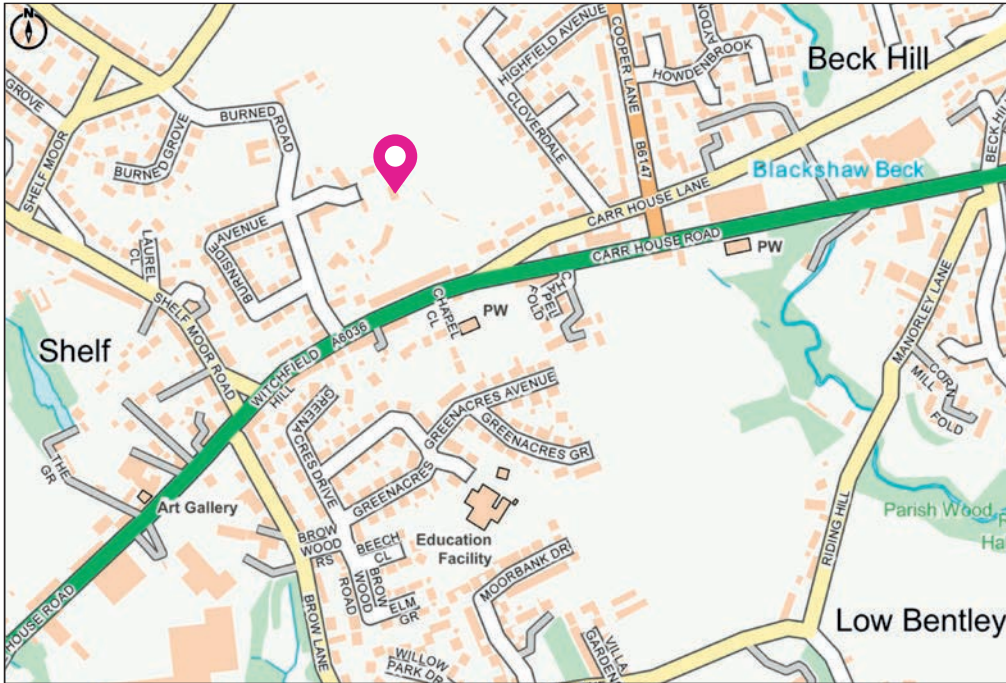 N
GROVE
SHELF MOOR
BURNED GROVE
BURNED
ROAD
HIGHFIELD AVENUE
CLOVERDALE
COOPER LANE
B6147
AYDON
HOWDENBROOK
Beck Hill
BECK HIL
Blackshaw Beck
CARR HOUSE LANE
CARR HOUSE ROAD
PW
LAUREL
CL
BURNSIDE
AVENUE
SHELF MOOR ROAD
Shelf
WITCHFIELD
HILL
A6036
CHAPEL
CL
PW
CHAPEL
FOLD
MANORLEY LANE
CORN
MILL
FOLD
THE
GR
GREENACRES DRIVE
GREENACRES AVENUE
GREENACRES GR
GREENACRES
Art Gallery
Education
Facility
BROW
WOOD
RS
BEECH
CL
BROW
WOOD
ROAD
ELM
GR
MOORBANK DR
Parish Wood
Ha
RIDING HILL
HOUSE ROAD
BROW LANE
WILLOW
PARK DR
VILLA
GARDENS
Low Bentley